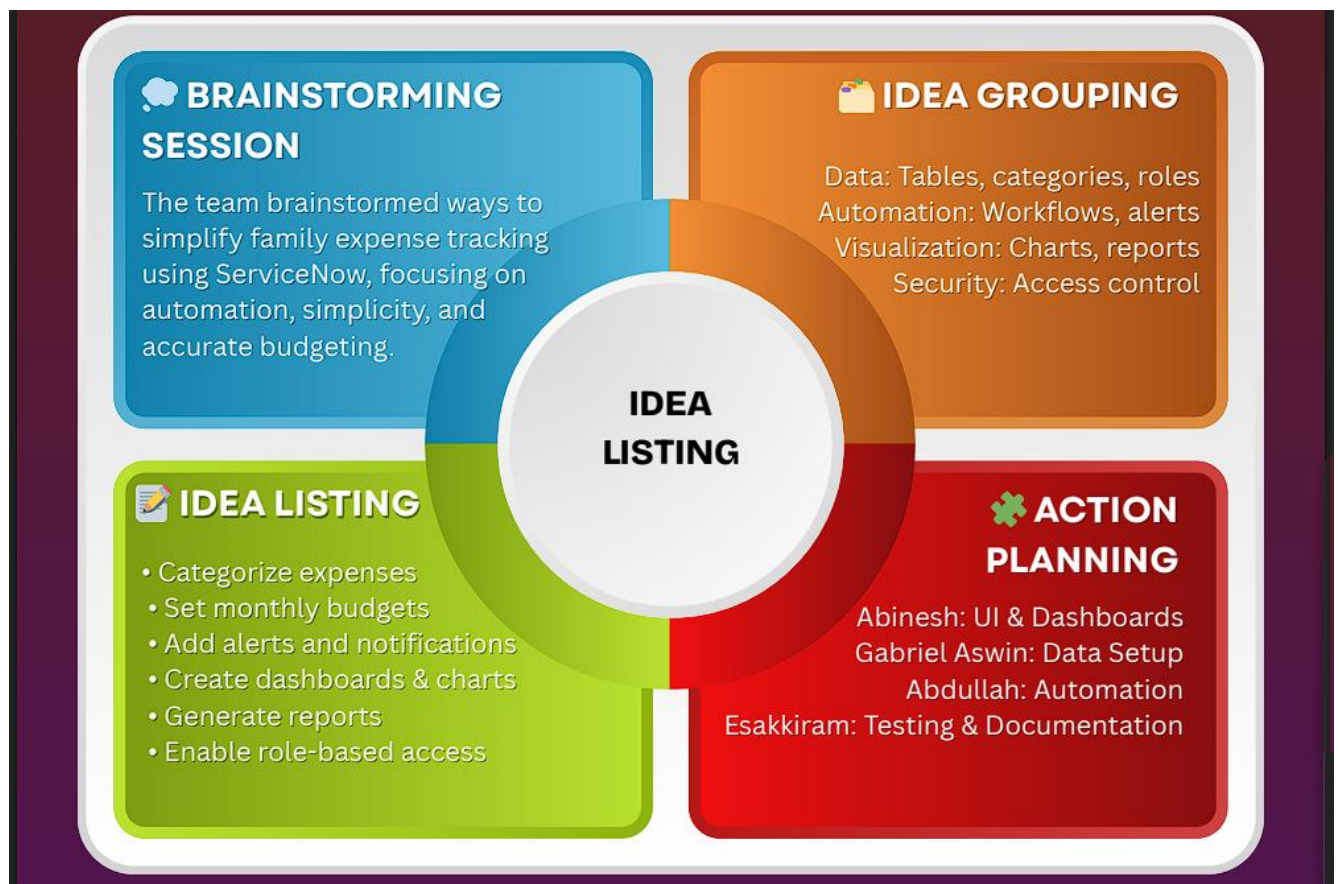 BRAINSTORMING
SESSION
The team brainstormed ways to
simplify family expense tracking
using ServiceNow, focusing on
automation, simplicity, and
accurate budgeting.
IDEA GROUPING
Data: Tables, categories, roles
Automation: Workflows, alerts
Visualization: Charts, reports
Security: Access control
IDEA
LISTING
IDEA LISTING
• Categorize expenses
• Set monthly budgets
• Add alerts and notifications
• Create dashboards & charts
• Generate reports
• Enable role-based access
ACTION
PLANNING
Abinesh: UI & Dashboards
Gabriel Aswin: Data Setup
Abdullah: Automation
Esakkiram: Testing & Documentation